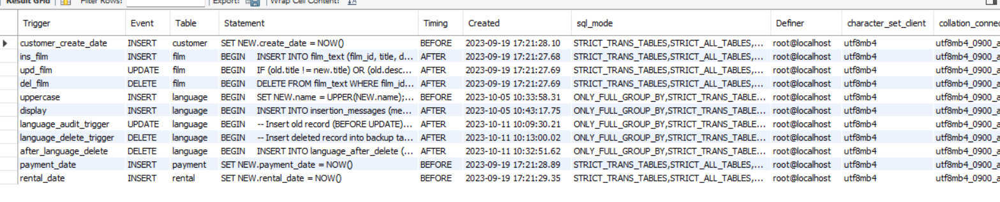 Result Grid Filter Rows: Export: Wrap Cell Content:
Trigger Event Table Statement Timing Created sql_mode Definer character_set_client collation_connec
customer_create_date INSERT customer SET NEW.create_date = NOW() BEFORE 2023-09-19 17:21:28.10 STRICT_TRANS_TABLES,STRICT_ALL_TABLES,... root@localhost utf8mb4 utf8mb4_0900_a
ins_film INSERT film BEGIN INSERT INTO film_text (film_id, title, d... AFTER 2023-09-19 17:21:27.68 STRICT_TRANS_TABLES,STRICT_ALL_TABLES,... root@localhost utf8mb4 utf8mb4_0900_a
upd_film UPDATE film BEGIN IF (old.title != new.title) OR (old.desc... AFTER 2023-09-19 17:21:27.69 STRICT_TRANS_TABLES,STRICT_ALL_TABLES,... root@localhost utf8mb4 utf8mb4_0900_a
del_film DELETE film BEGIN DELETE FROM film_text WHERE film_id... AFTER 2023-09-19 17:21:27.69 STRICT_TRANS_TABLES,STRICT_ALL_TABLES,... root@localhost utf8mb4 utf8mb4_0900_a
uppercase INSERT language BEGIN SET NEW.name = UPPER(NEW.name);... BEFORE 2023-10-05 10:33:58.31 ONLY_FULL_GROUP_BY,STRICT_TRANS_TABLE... root@localhost utf8mb4 utf8mb4_0900_a
display INSERT language BEGIN INSERT INTO insertion_messages (me... AFTER 2023-10-05 10:43:17.75 ONLY_FULL_GROUP_BY,STRICT_TRANS_TABLE... root@localhost utf8mb4 utf8mb4_0900_a
language_audit_trigger UPDATE language BEGIN -- Insert old record (BEFORE UPDATE)... AFTER 2023-10-11 10:09:30.21 ONLY_FULL_GROUP_BY,STRICT_TRANS_TABLE... root@localhost utf8mb4 utf8mb4_0900_a
language_delete_trigger DELETE language BEGIN -- Insert deleted record into backup ta... AFTER 2023-10-11 10:13:00.02 ONLY_FULL_GROUP_BY,STRICT_TRANS_TABLE... root@localhost utf8mb4 utf8mb4_0900_a
after_language_delete DELETE language BEGIN INSERT INTO language_after_delete (... AFTER 2023-10-11 10:32:51.62 ONLY_FULL_GROUP_BY,STRICT_TRANS_TABLE... root@localhost utf8mb4 utf8mb4_0900_a
payment_date INSERT payment SET NEW.payment_date = NOW() BEFORE 2023-09-19 17:21:28.89 STRICT_TRANS_TABLES,STRICT_ALL_TABLES,... root@localhost utf8mb4 utf8mb4_0900_a
rental_date INSERT rental SET NEW.rental_date = NOW() BEFORE 2023-09-19 17:21:29.35 STRICT_TRANS_TABLES,STRICT_ALL_TABLES,... root@localhost utf8mb4 utf8mb4_0900_a